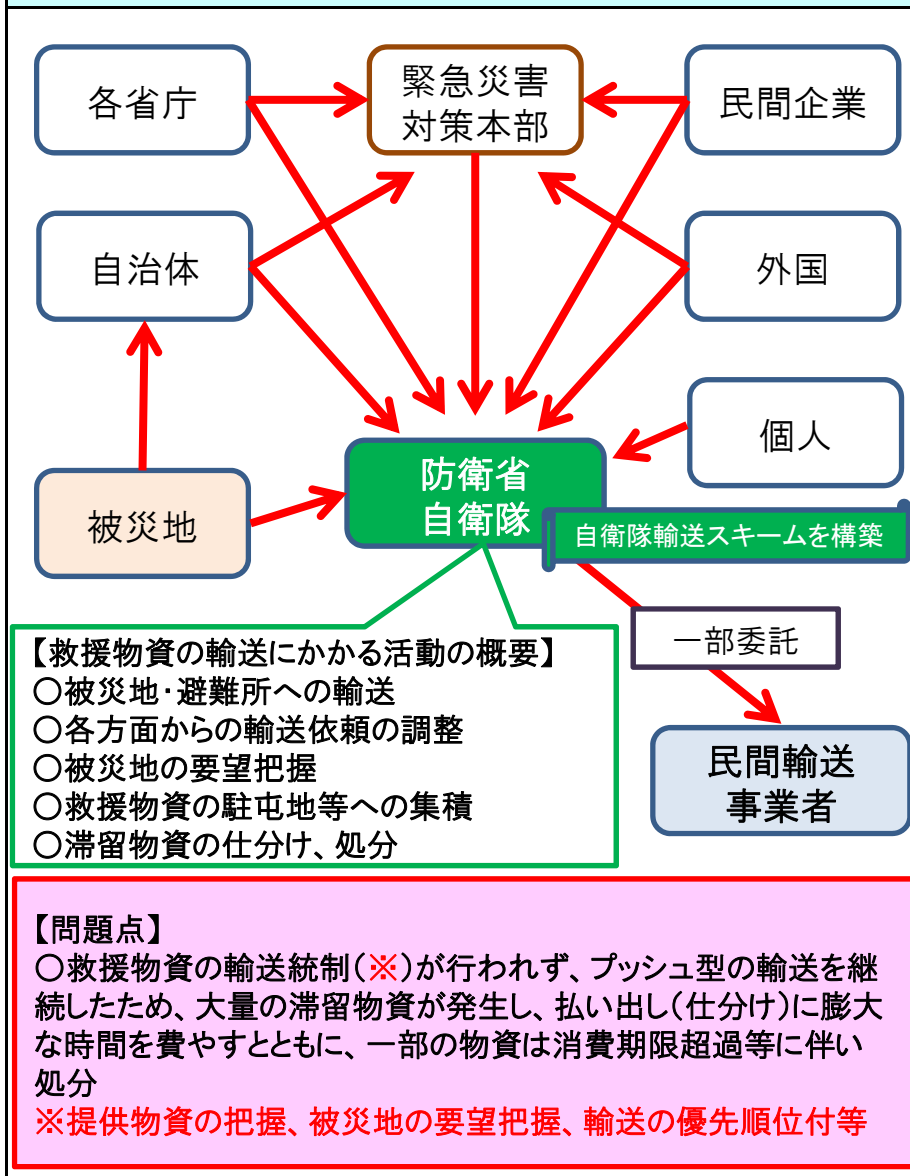 各省庁
緊急災害
対策本部
民間企業
自治体
外国
個人
防衛省
自衛隊
被災地
自衛隊輸送スキームを構築
一部委託
【救援物資の輸送にかかる活動の概要】
○被災地・避難所への輸送
○各方面からの輸送依頼の調整
○被災地の要望把握
○救援物資の駐屯地等への集積
○滞留物資の仕分け、処分
民間輸送
事業者
【問題点】
○救援物資の輸送統制(※)が行われず、プッシュ型の輸送を継
続したため、大量の滞留物資が発生し、払い出し(仕分け)に膨大
な時間を費やすとともに、一部の物資は消費期限超過等に伴い
処分
※提供物資の把握、被災地の要望把握、輸送の優先順位付等